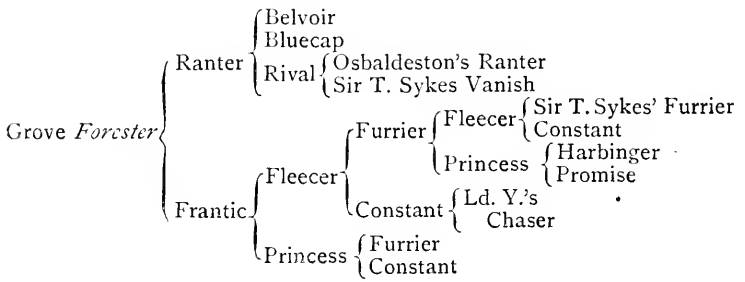 Belvoir
Bluecap
Ranter
Osbaldeston's Ranter
Rival
Sir T. Sykes Vanish
Sir T. Sykes' Furrier
Fleecer
Constant
Furrier
Grove Forester
Harbinger
Princess
Promise
Fleecer
Ld. Y.'s
Frantic
Constant
Chaser
Furrier
Princess
Constant